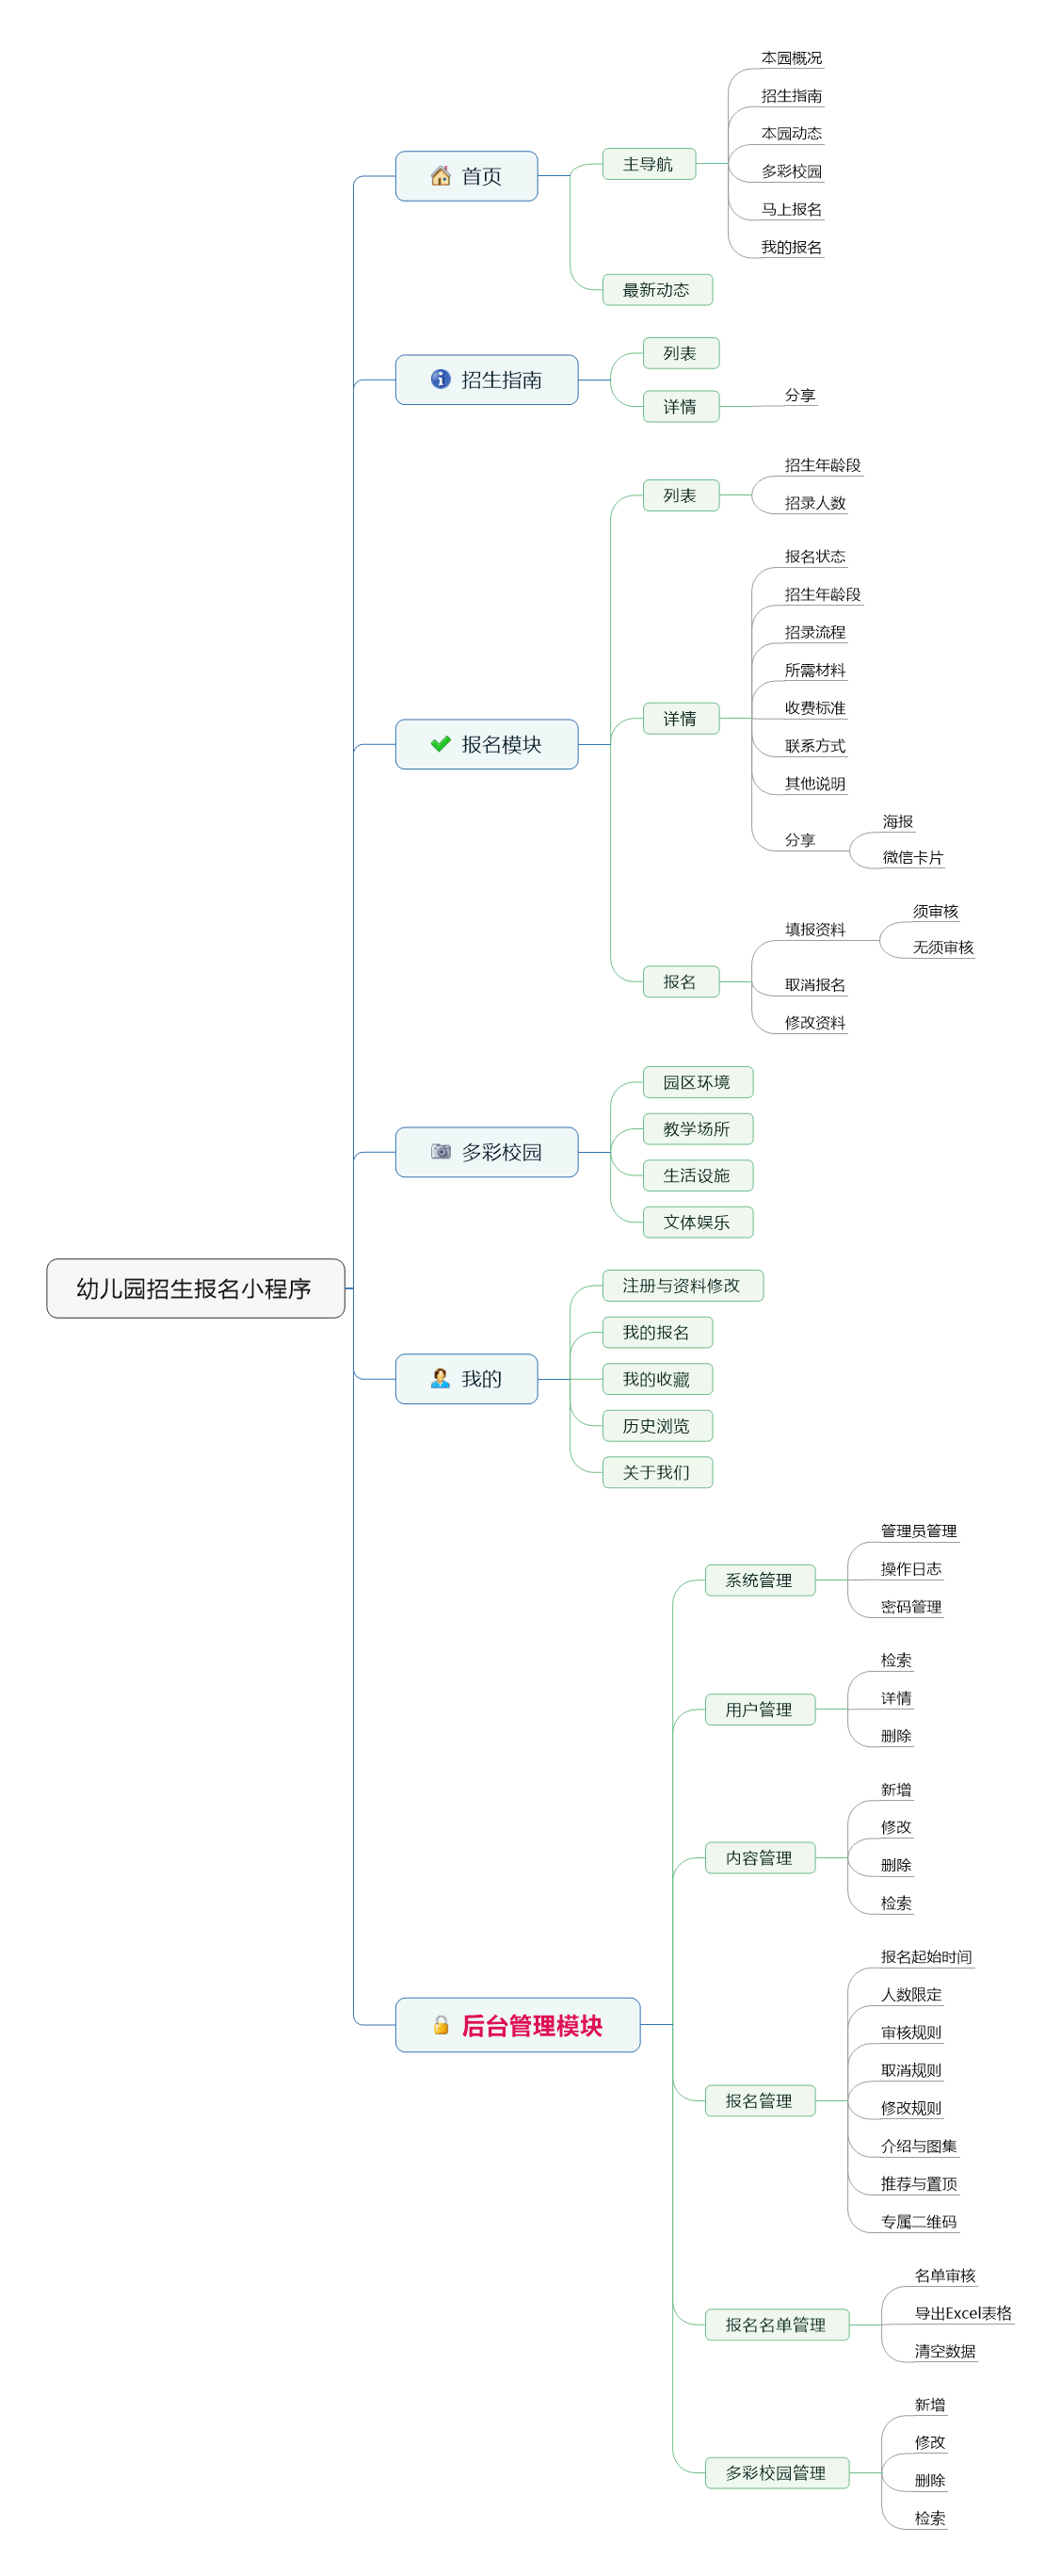 幼儿园招生报名小程序
首页
主导航
本园概况
招生指南
本园动态
多彩校园
马上报名
我的报名
最新动态
招生指南
列表
详情
分享
报名模块
列表
招生年龄段
招录人数
详情
报名状态
招生年龄段
招录流程
所需材料
收费标准
联系方式
其他说明
分享
海报
微信卡片
报名
填报资料
须审核
无须审核
取消报名
修改资料
多彩校园
园区环境
教学场所
生活设施
文体娱乐
我的
注册与资料修改
我的报名
我的收藏
历史浏览
关于我们
后台管理模块
系统管理
管理员管理
操作日志
密码管理
用户管理
检索
详情
删除
内容管理
新增
修改
删除
检索
报名管理
报名起始时间
人数限定
审核规则
取消规则
修改规则
介绍与图集
推荐与置顶
专属二维码
报名名单管理
名单审核
导出Excel表格
清空数据
多彩校园管理
新增
修改
删除
检索